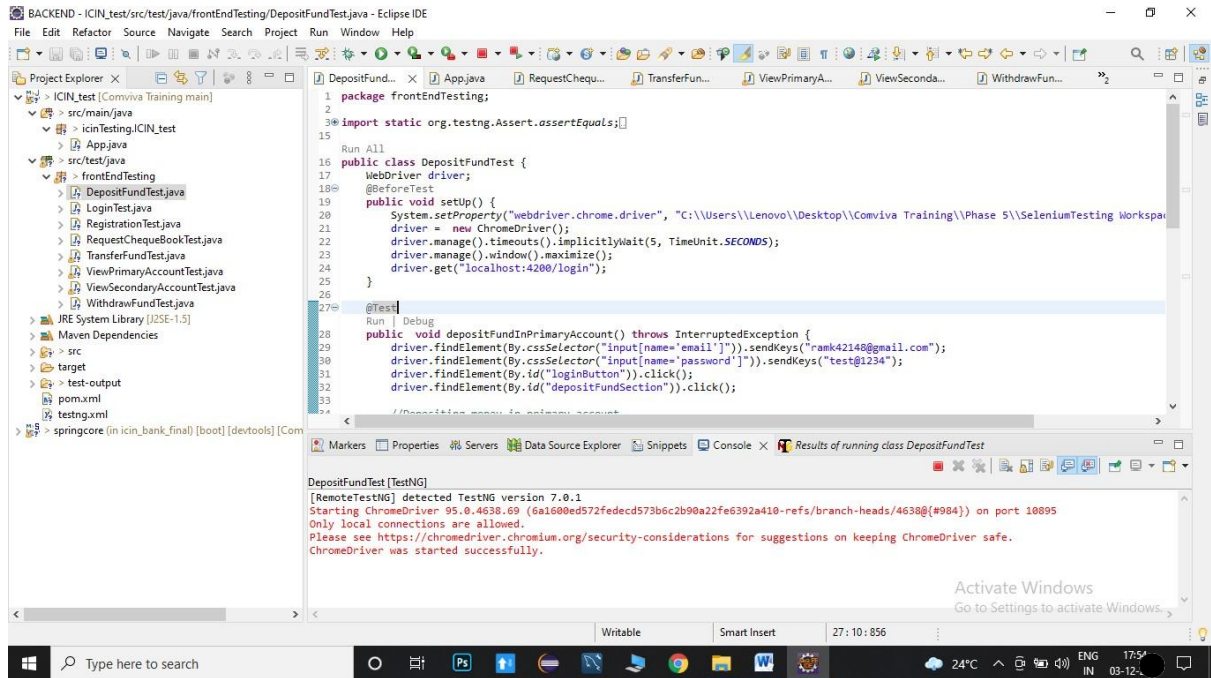 BACKEND - ICIN_test/src/test/java/frontEndTesting/DepositFundTest.java - Eclipse IDE
File Edit Refactor Source Navigate Search Project Run Window Help
Project Explorer
ICIN_test [Comviva Training main]
src/main/java
icinTesting.ICIN_test
App.java
src/test/java
frontEndTesting
DepositFundTest.java
LoginTest.java
RegistrationTest.java
RequestChequeBookTest.java
TransferFundTest.java
ViewPrimaryAccountTest.java
ViewSecondaryAccountTest.java
WithdrawFundTest.java
JRE System Library [J2SE-1.5]
Maven Dependencies
src
target
test-output
pom.xml
testng.xml
springcore (in icin_bank_final) [boot] [devtools] [Com
DepositFund... App.java RequestChequ... TransferFun... ViewPrimaryA... ViewSeconda... WithdrawFun... »2
1 package frontEndTesting;
2
3 import static org.testng.Assert.assertEquals;
15
Run All
16 public class DepositFundTest {
17 WebDriver driver;
18 @BeforeTest
19 public void setUp() {
20 System.setProperty("webdriver.chrome.driver", "C:\\Users\\Lenovo\\Desktop\\Comviva Training\\Phase 5\\SeleniumTesting Workspa
21 driver = new ChromeDriver();
22 driver.manage().timeouts().implicitlyWait(5, TimeUnit.SECONDS);
23 driver.manage().window().maximize();
24 driver.get("localhost:4200/login");
25 }
26
27 @Test
Run | Debug
28 public void depositFundInPrimaryAccount() throws InterruptedException {
29 driver.findElement(By.cssSelector("input[name='email']")).sendKeys("ramk42148@gmail.com");
30 driver.findElement(By.cssSelector("input[name='password']")).sendKeys("test@1234");
31 driver.findElement(By.id("loginButton")).click();
32 driver.findElement(By.id("depositFundSection")).click();
33
34 //Depositing money in primary account
Markers Properties Servers Data Source Explorer Snippets Console Results of running class DepositFundTest
DepositFundTest [TestNG]
[RemoteTestNG] detected TestNG version 7.0.1
Starting ChromeDriver 95.0.4638.69 (6a1600ed572fedecd573b6c2b90a22fe6392a410-refs/branch-heads/4638@{#984}) on port 10895
Only local connections are allowed.
Please see https://chromedriver.chromium.org/security-considerations for suggestions on keeping ChromeDriver safe.
ChromeDriver was started successfully.
Activate Windows
Go to Settings to activate Windows.
Writable Smart Insert 27 : 10 : 856
Type here to search
Ps
W
24°C
ENG
IN
17:54
03-12-